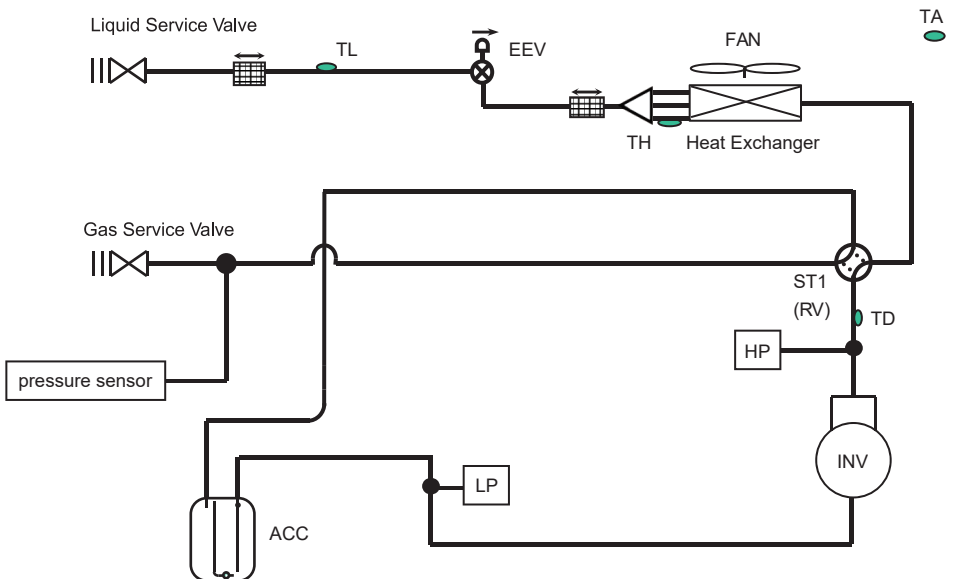 TA
Liquid Service Valve
TL
EEV
FAN
TH
Heat Exchanger
Gas Service Valve
ST1
(RV)
TD
HP
pressure sensor
INV
LP
ACC